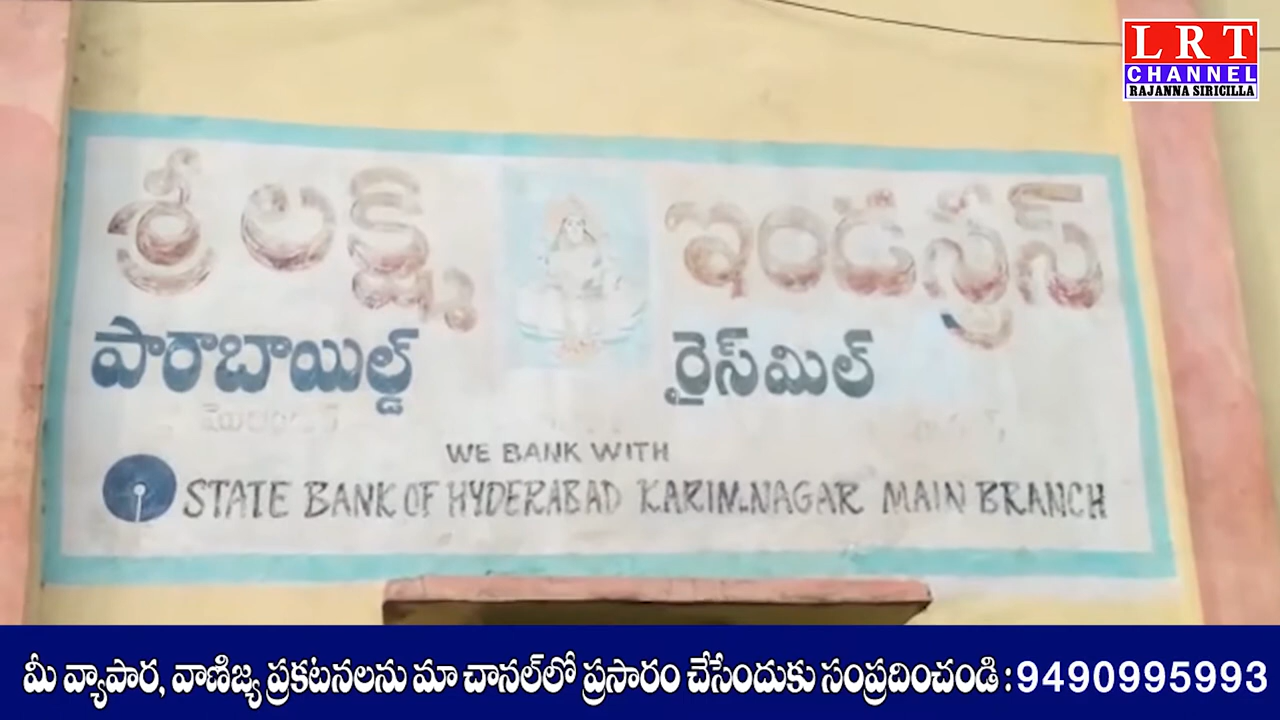 L R T
CHANNEL
RAJANNA SIRICILLA
శ్రీ లక్ష్మి ఇండస్ట్రీస్
పారాబాయిల్డ్ రైస్‌మిల్
WE BANK WITH
STATE BANK OF HYDERABAD KARIM.NAGAR MAIN BRANCH
మీ వ్యాపార, వాణిజ్య ప్రకటనలను మా చానల్‌లో ప్రసారం చేసేందుకు సంప్రదించండి : 9490995993